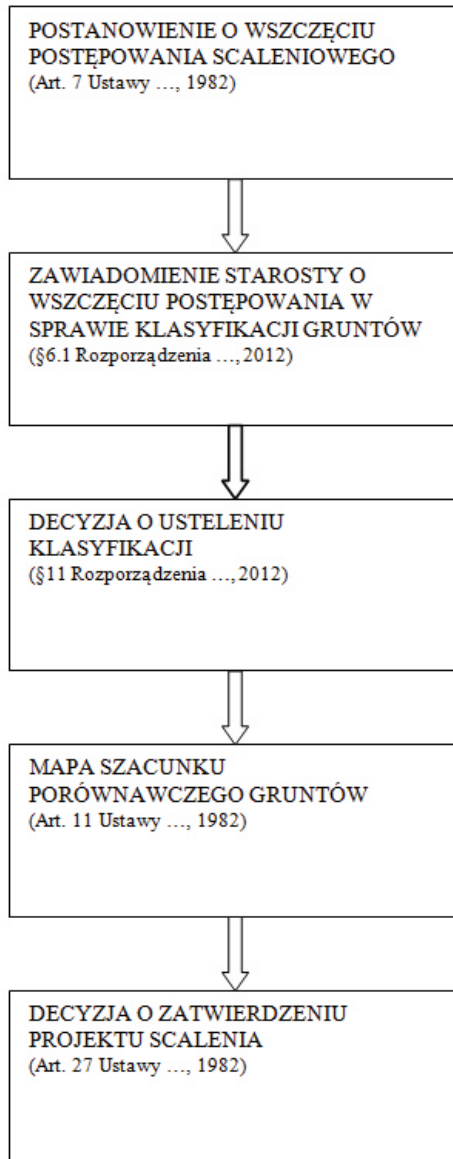 POSTANOWIENIE O WSZCZĘCIU
POSTĘPOWANIA SCALENIOWEGO
(Art. 7 Ustawy …, 1982)
ZAWIADOMIENIE STAROSTY O
WSZCZĘCIU POSTĘPOWANIA W
SPRAWIE KLASYFIKACJI GRUNTÓW
(§6.1 Rozporządzenia …, 2012)
DECYZJA O USTELENIU
KLASYFIKACJI
(§11 Rozporządzenia …, 2012)
MAPA SZACUNKU
PORÓWNAWCZEGO GRUNTÓW
(Art. 11 Ustawy …, 1982)
DECYZJA O ZATWIERDZENIU
PROJEKTU SCALENIA
(Art. 27 Ustawy …, 1982)